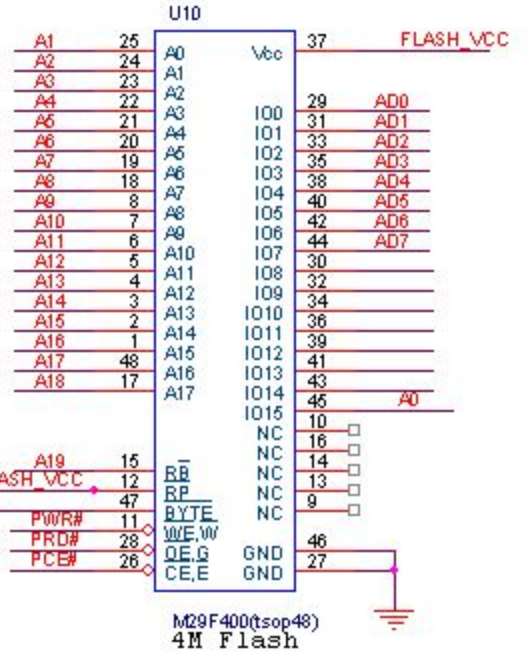 U10
A1 25 A0 Vcc 37 FLASH_VCC
A2 24 A1
A3 23 A2
A4 22 A3 IO0 29 AD0
A5 21 A4 IO1 31 AD1
A6 20 A5 IO2 33 AD2
A7 19 A6 IO3 35 AD3
A8 18 A7 IO4 38 AD4
A9 8 A8 IO5 40 AD5
A10 7 A9 IO6 42 AD6
A11 6 A10 IO7 44 AD7
A12 5 A11 IO8 30
A13 4 A12 IO9 32
A14 3 A13 IO10 34
A15 2 A14 IO11 36
A16 1 A15 IO12 39
A17 48 A16 IO13 41
A18 17 A17 IO14 43
IO15 45 A0
NC 10
NC 16
A19 15 RB NC 14
ASH_VCC 12 RP NC 13
47 BYTE NC 9
PWR# 11 WE,W
PRD# 28 OE,G GND 46
PCE# 26 CE,E GND 27
M29F400(tsop48)
4M Flash